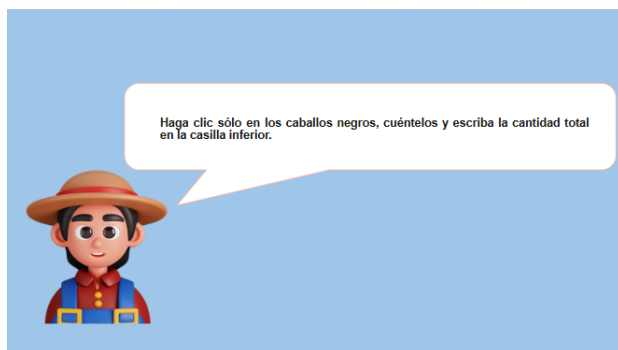 Haga clic sólo en los caballos negros, cuéntelos y escriba la cantidad total
en la casilla inferior.